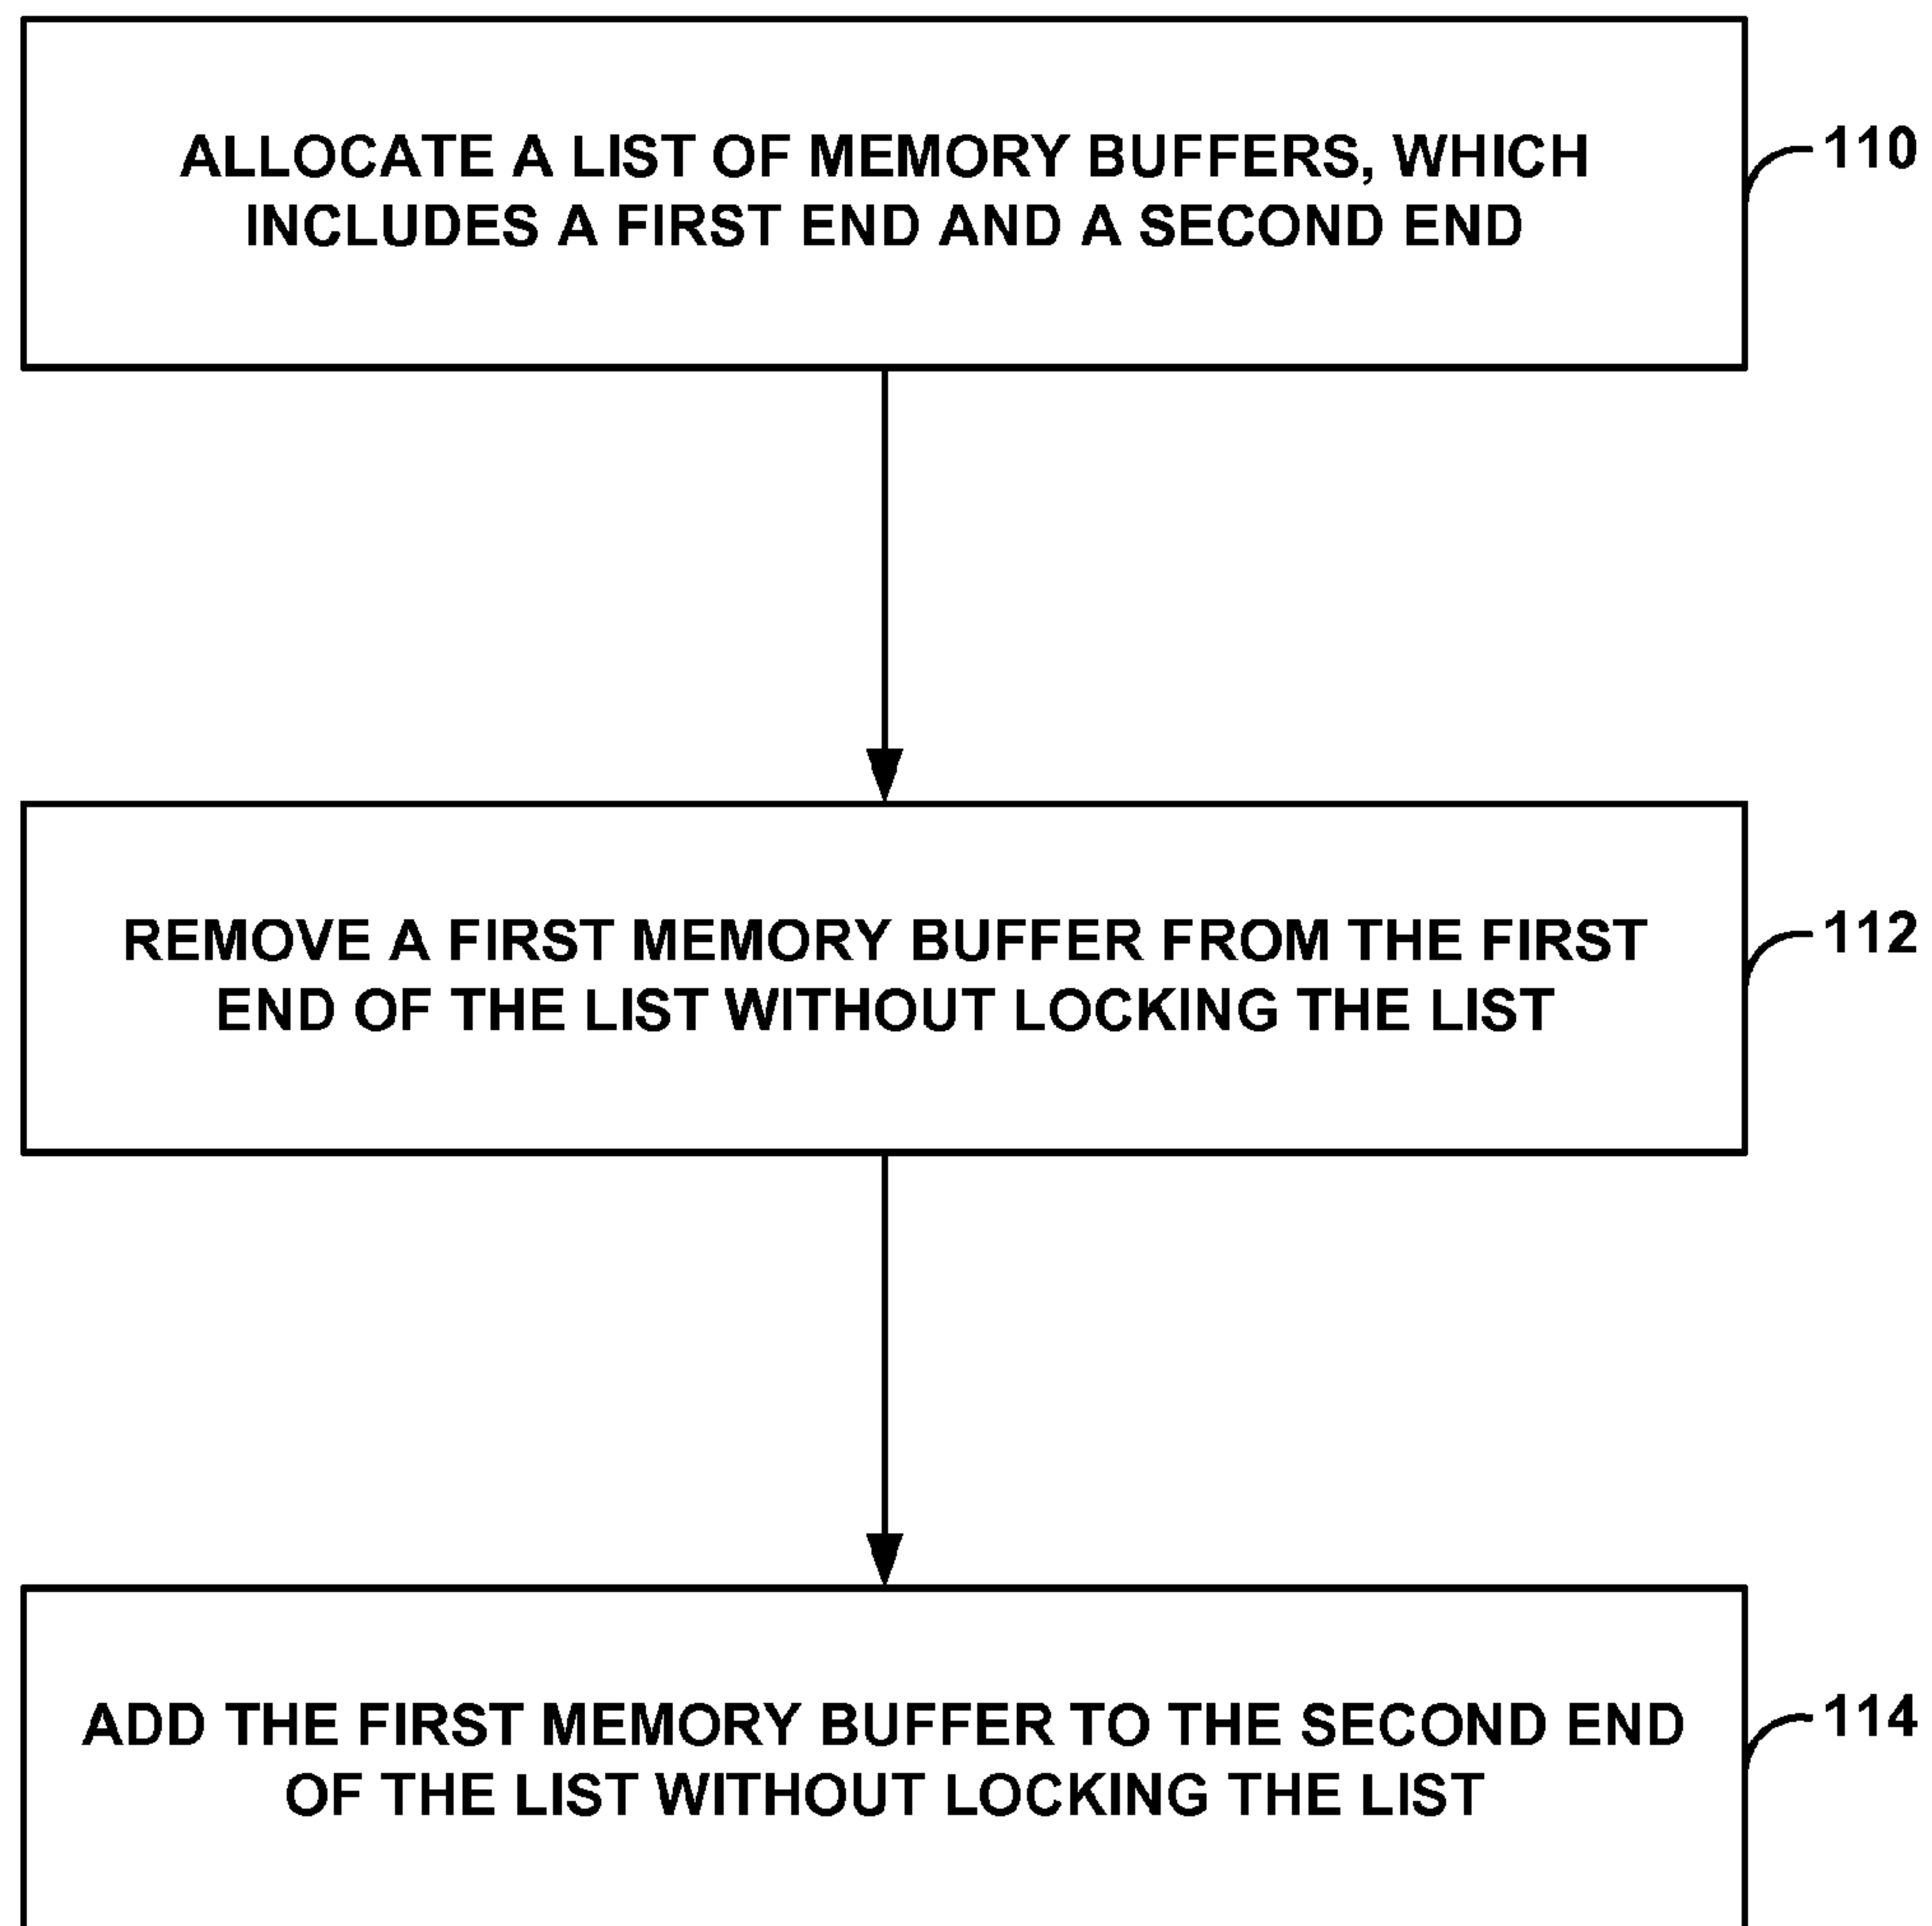 ALLOCATE A LIST OF MEMORY BUFFERS, WHICH
INCLUDES A FIRST END AND A SECOND END
110
REMOVE A FIRST MEMORY BUFFER FROM THE FIRST
END OF THE LIST WITHOUT LOCKING THE LIST
112
ADD THE FIRST MEMORY BUFFER TO THE SECOND END
OF THE LIST WITHOUT LOCKING THE LIST
114